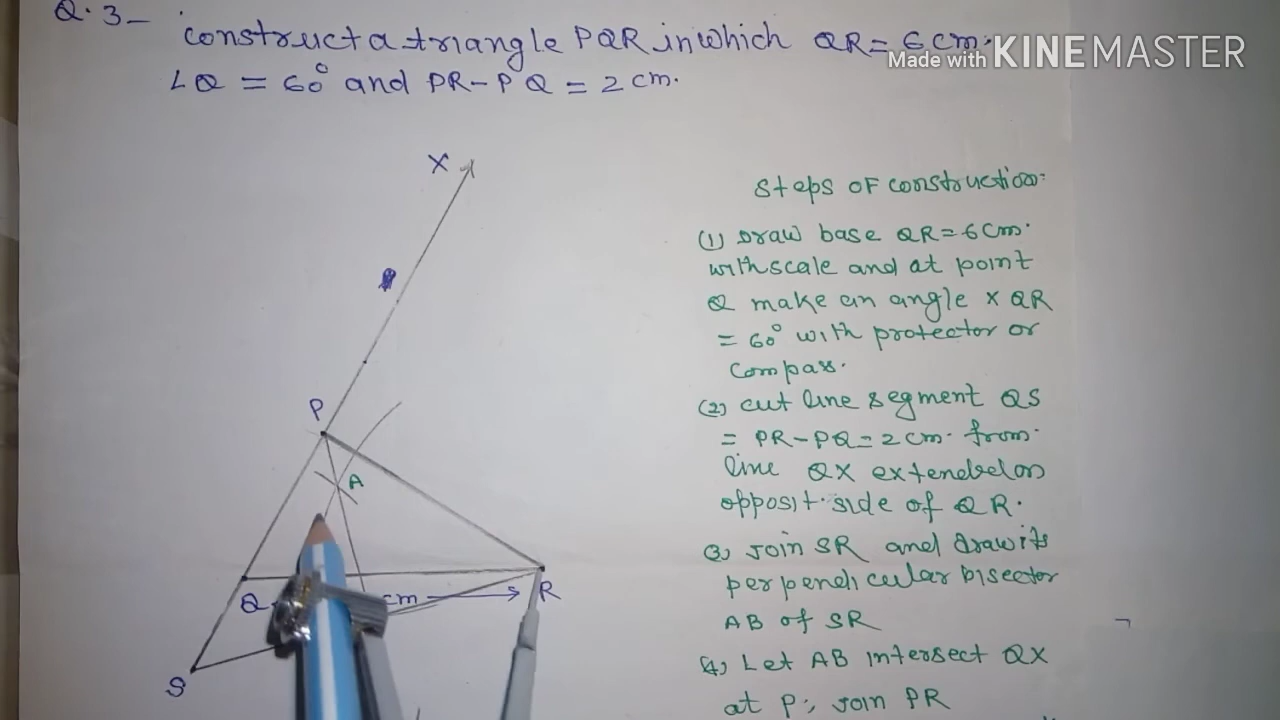 Q. 3- construct a triangle PQR in which QR = 6 cm.
Made with KINEMASTER
∠Q = 60° and PR - PQ = 2 cm.
X
P
A
Q
cm
R
S
Steps of construction:
(1) Draw base QR = 6 cm.
with scale and at point
Q make an angle XQR
= 60° with protector or
compass.
(2) cut line segment QS
= PR - PQ = 2 cm. from
line QX extended on
opposit side of QR.
(3) Join SR and draw its
perpendicular bisector
AB of SR
(4) Let AB intersect QX
at P, Join PR